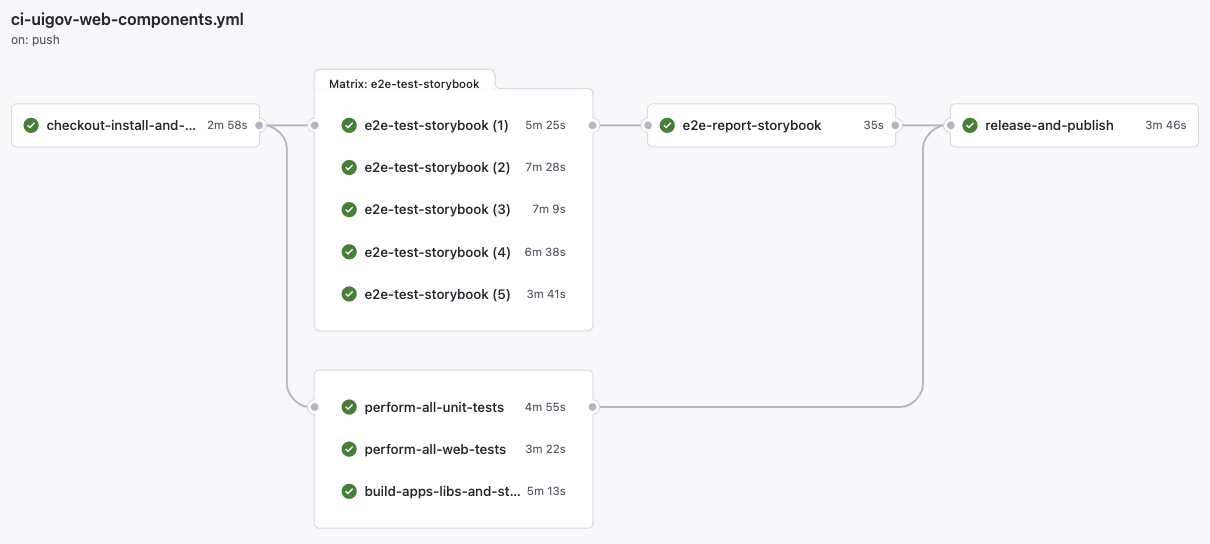 ci-uigov-web-components.yml
on: push
Matrix: e2e-test-storybook
checkout-install-and-... 2m 58s
e2e-test-storybook (1) 5m 25s
e2e-test-storybook (2) 7m 28s
e2e-test-storybook (3) 7m 9s
e2e-test-storybook (4) 6m 38s
e2e-test-storybook (5) 3m 41s
e2e-report-storybook 35s
release-and-publish 3m 46s
perform-all-unit-tests 4m 55s
perform-all-web-tests 3m 22s
build-apps-libs-and-st... 5m 13s